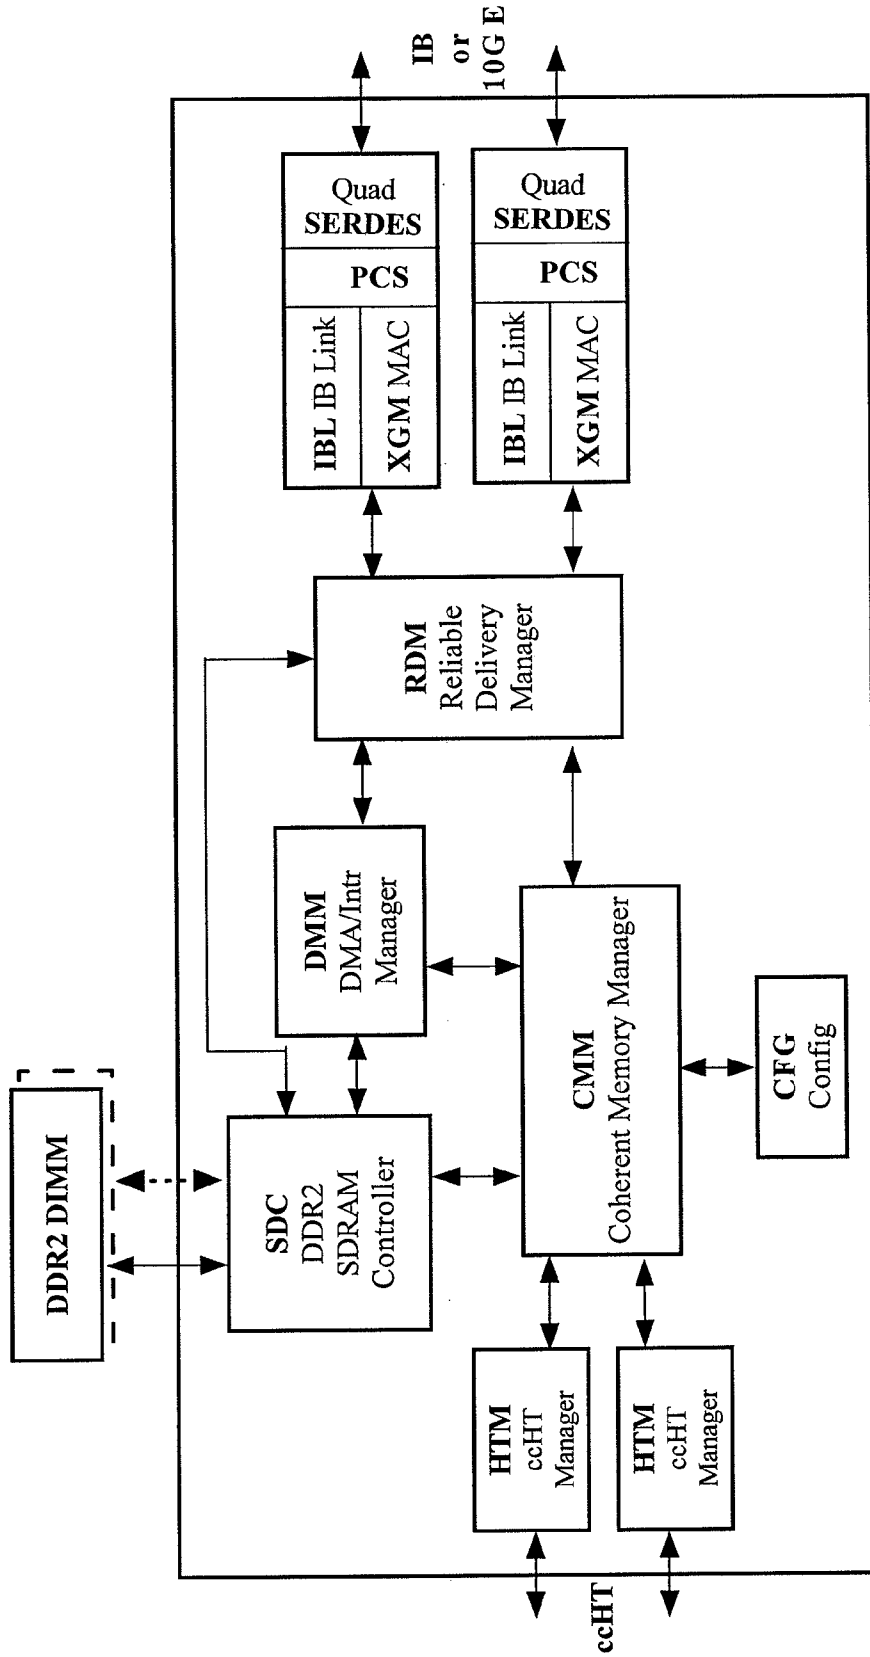 DDR2 DIMM
ccHT
HTM
ccHT
Manager
HTM
ccHT
Manager
SDC
DDR2
SDRAM
Controller
CMM
Coherent Memory Manager
CFG
Config
DMM
DMA/Intr
Manager
RDM
Reliable
Delivery
Manager
IBL IB Link
XGM MAC
PCS
Quad
SERDES
IBL IB Link
XGM MAC
PCS
Quad
SERDES
IB
or
10G E